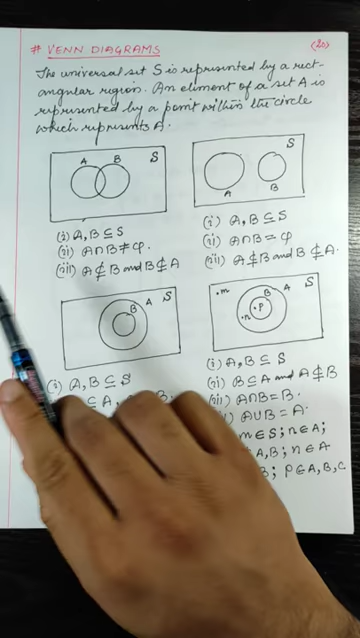 # VENN DIAGRAMS (20)
The universal set S is represented by a rect-
angular region. An eliment of a set A is
represented by a point within the circle
which represents A.
A B S
(i) A, B ⊆ S
(ii) A∩B ≠ φ.
(iii) A ⊄ B and B ⊄ A
S
A B
(i) A, B ⊆ S
(ii) A∩B = φ
(iii) A ⊄ B and B ⊄ A.
B A S
(i) A, B ⊆ S
⊆ A,
.m B A S
.n .p
(i) A, B ⊆ S
(ii) B ⊆ A and A ⊄ B
(iii) A∩B = B.
A∪B = A.
m ∈ S; n ∈ A;
A, B; n ∈ A
B; p ∈ A, B, C.